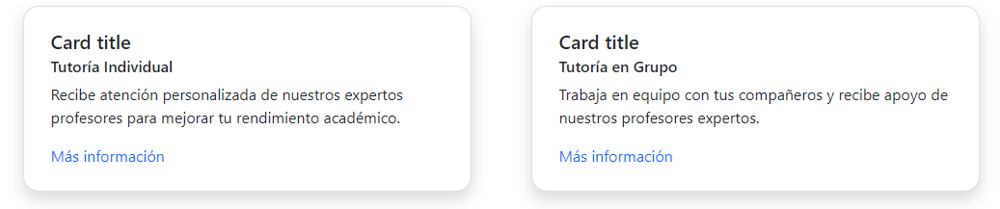 Card title
Tutoría Individual
Recibe atención personalizada de nuestros expertos
profesores para mejorar tu rendimiento académico.
Más información
Card title
Tutoría en Grupo
Trabaja en equipo con tus compañeros y recibe apoyo de
nuestros profesores expertos.
Más información